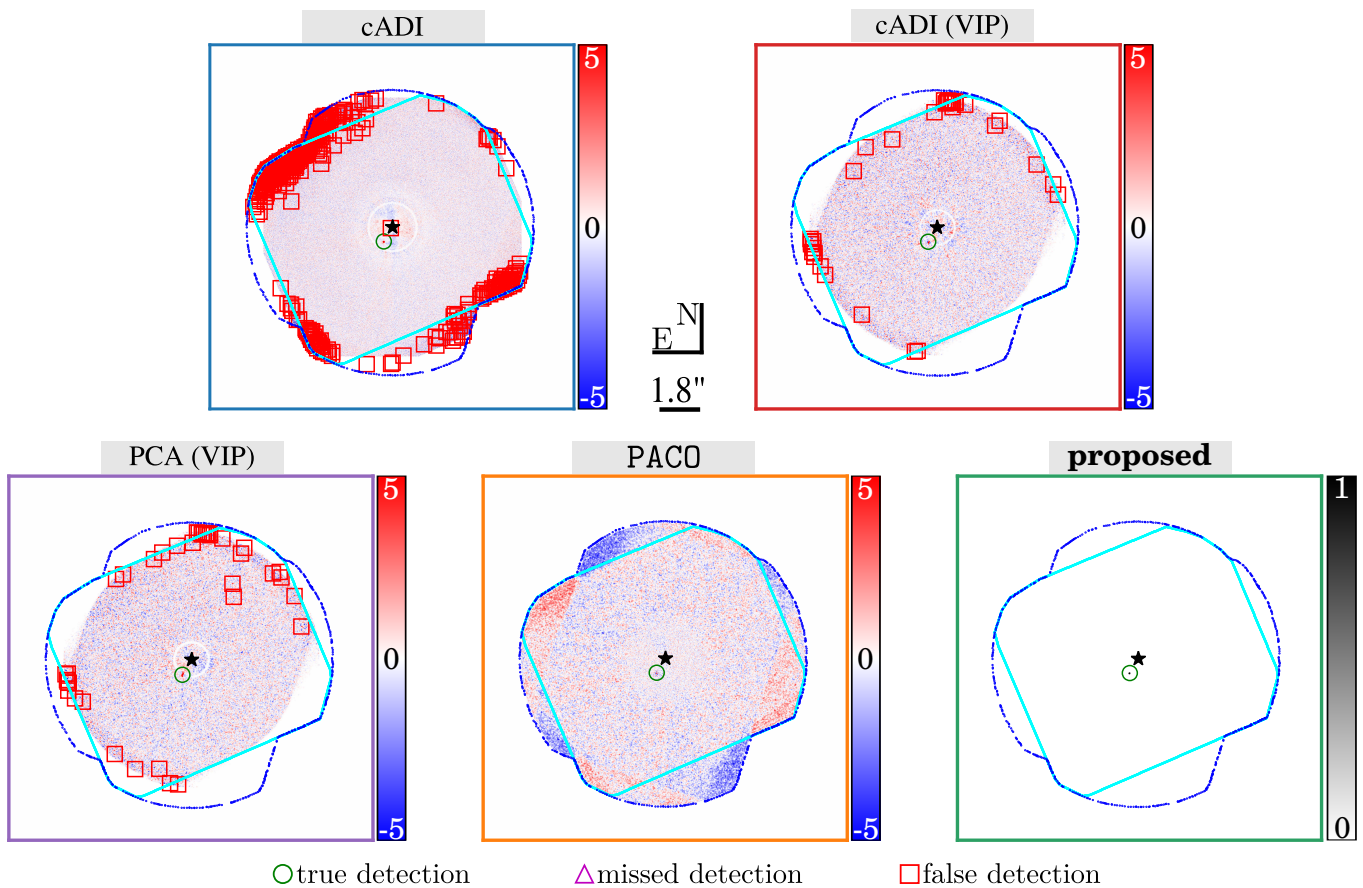 cADI
cADI (VIP)
5
0
-5
5
0
-5
N
E
1.8"
PCA (VIP)
PACO
proposed
5
0
-5
5
0
-5
1
0
true detection
missed detection
false detection